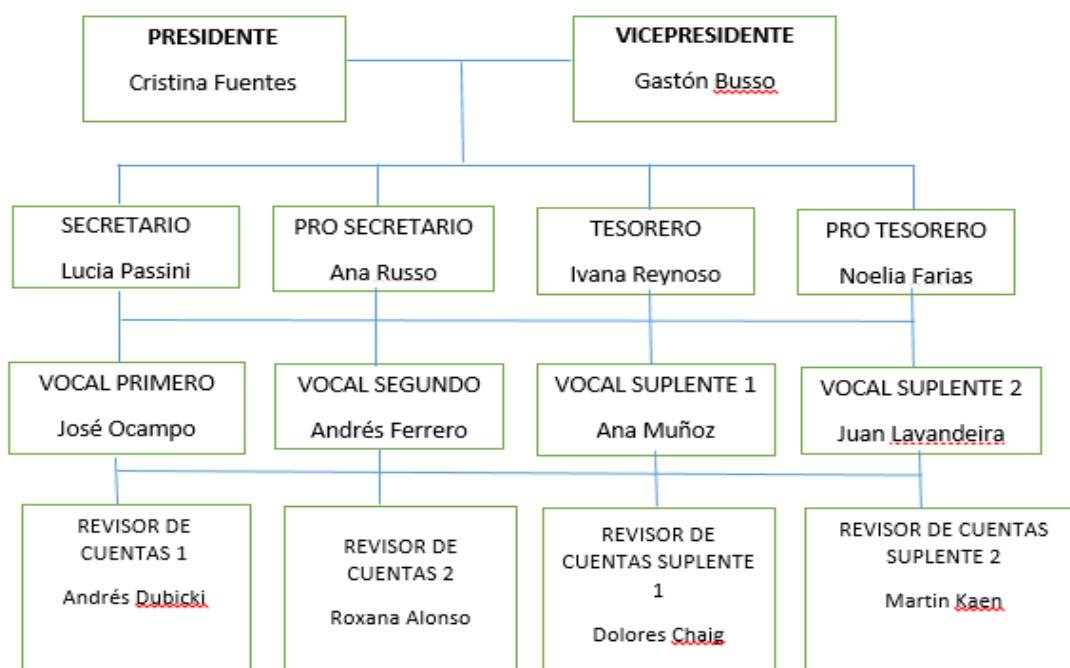 PRESIDENTE
Cristina Fuentes
VICEPRESIDENTE
Gastón Busso
SECRETARIO
Lucia Passini
PRO SECRETARIO
Ana Russo
TESORERO
Ivana Reynoso
PRO TESORERO
Noelia Farias
VOCAL PRIMERO
José Ocampo
VOCAL SEGUNDO
Andrés Ferrero
VOCAL SUPLENTE 1
Ana Muñoz
VOCAL SUPLENTE 2
Juan Lavandeira
REVISOR DE
CUENTAS 1
Andrés Dubicki
REVISOR DE
CUENTAS 2
Roxana Alonso
REVISOR DE
CUENTAS SUPLENTE
1
Dolores Chaig
REVISOR DE CUENTAS
SUPLENTE 2
Martin Kaen